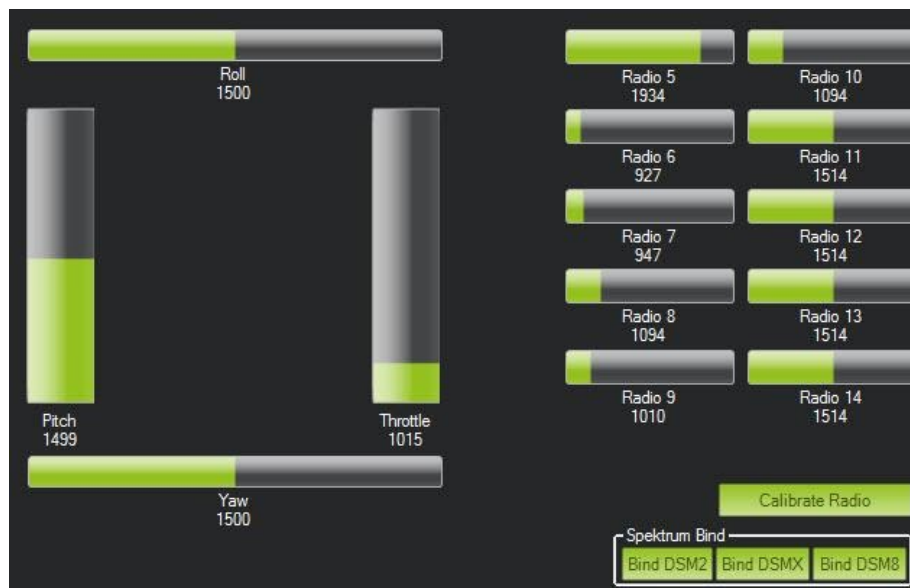 Roll
1500
Pitch
1499
Throttle
1015
Yaw
1500
Radio 5
1934
Radio 10
1094
Radio 6
927
Radio 11
1514
Radio 7
947
Radio 12
1514
Radio 8
1094
Radio 13
1514
Radio 9
1010
Radio 14
1514
Calibrate Radio
Spektrum Bind
Bind DSM2 Bind DSMX Bind DSM8